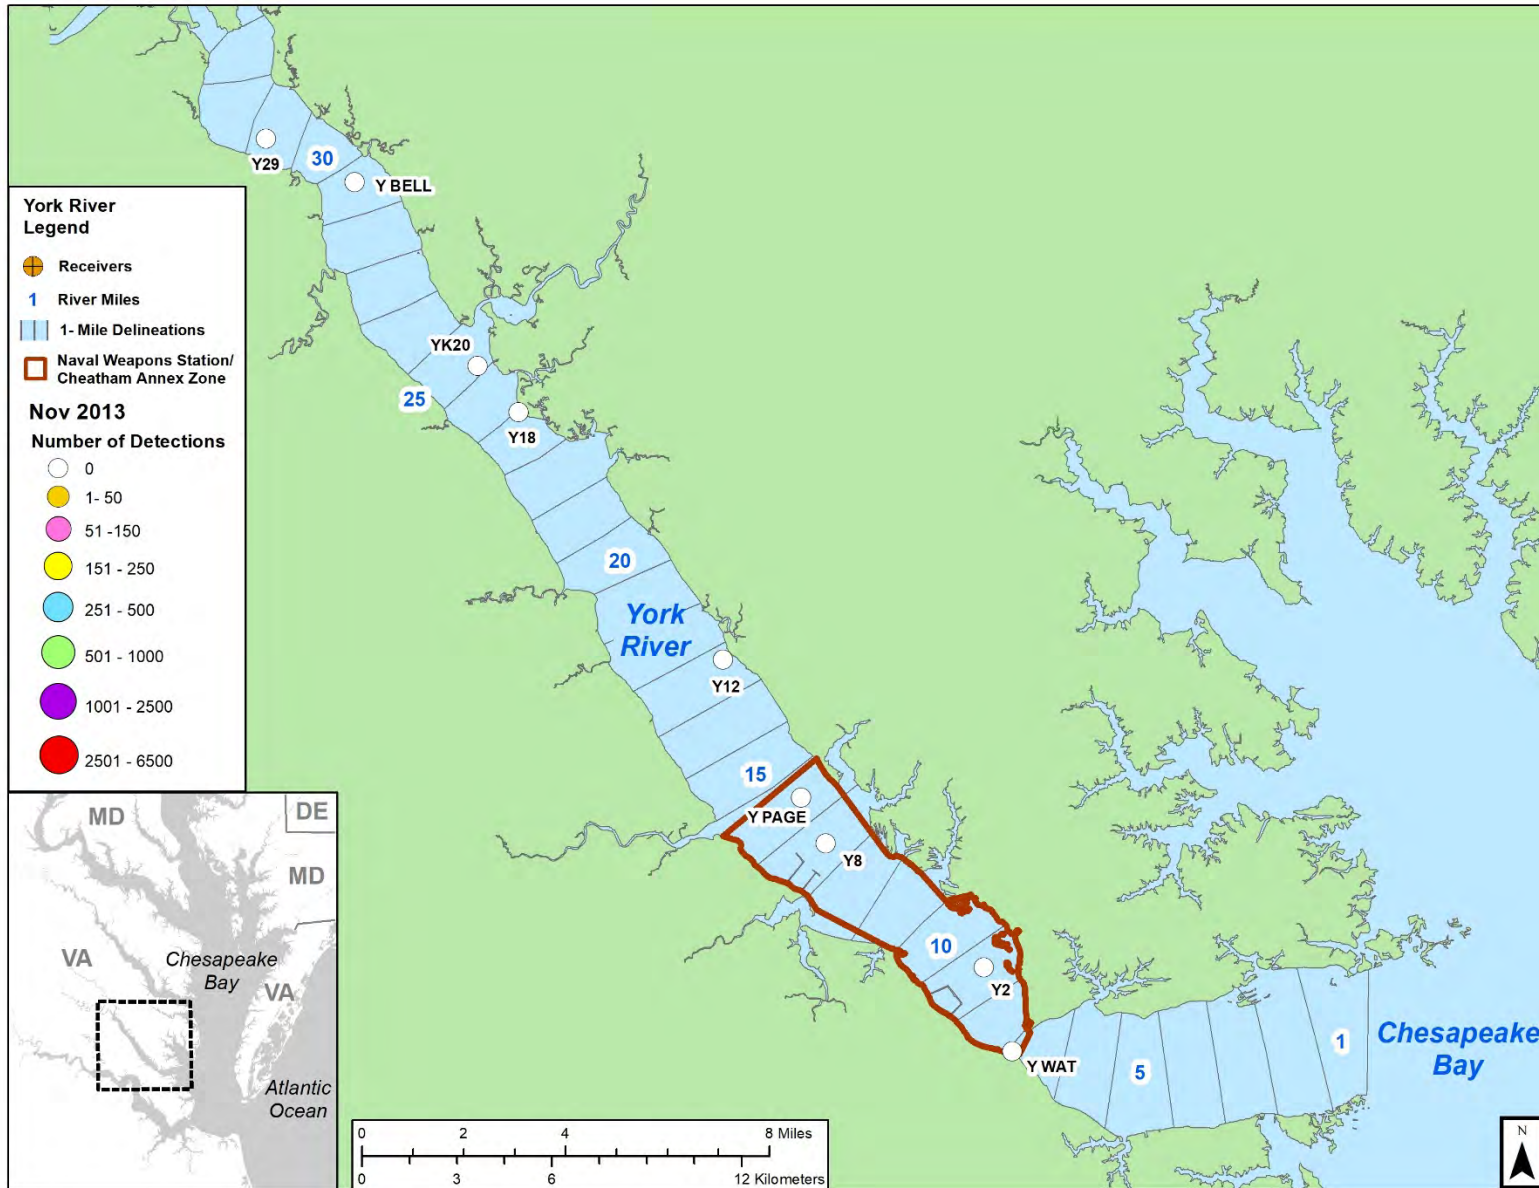 York River
Legend
Receivers
1 River Miles
1- Mile Delineations
Naval Weapons Station/
Cheatham Annex Zone
Nov 2013
Number of Detections
0
1- 50
51 -150
151 - 250
251 - 500
501 - 1000
1001 - 2500
2501 - 6500
Y29
30
Y BELL
YK20
25
Y18
20
York
River
Y12
15
Y PAGE
Y8
10
Y2
Y WAT
5
1
Chesapeake
Bay
MD
DE
MD
VA
Chesapeake
Bay
VA
Atlantic
Ocean
0 2 4 8 Miles
0 3 6 12 Kilometers
N